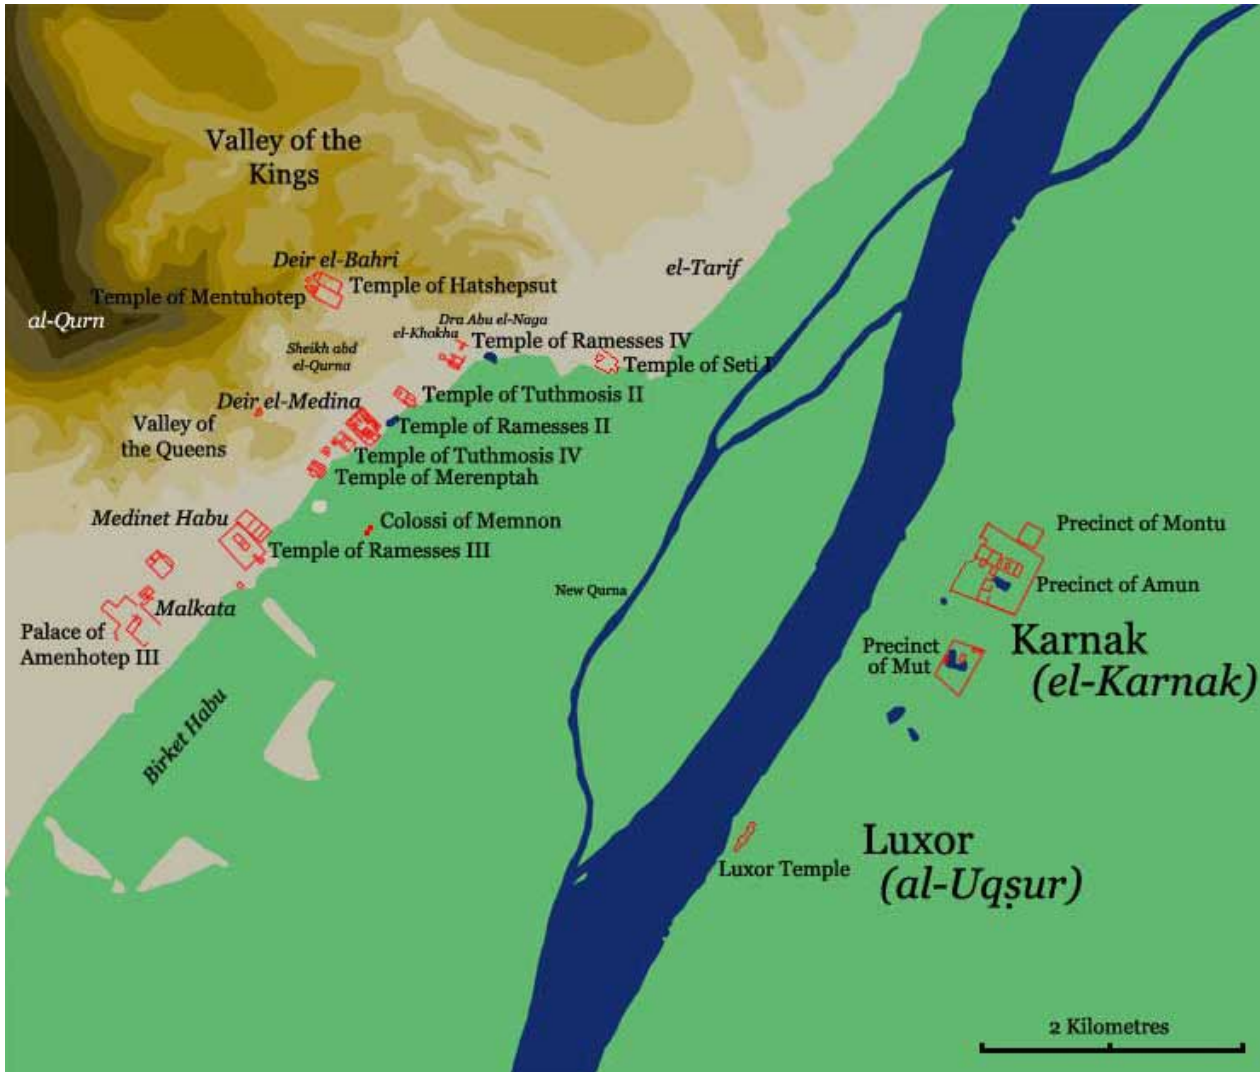 Valley of the
Kings
Deir el-Bahri
Temple of Hatshepsut
Temple of Mentuhotep
el-Tarif
al-Qurn
Dra Abu el-Naga
el-Khokha
Temple of Ramesses IV
Sheikh abd
el-Qurna
Temple of Seti I
Deir el-Medina
Temple of Tuthmosis II
Valley of
the Queens
Temple of Ramesses II
Temple of Tuthmosis IV
Temple of Merenptah
Medinet Habu
Colossi of Memnon
Temple of Ramesses III
Precinct of Montu
New Qurna
Precinct of Amun
Malkata
Palace of
Amenhotep III
Karnak
(el-Karnak)
Precinct
of Mut
Birket Habu
Luxor
(al-Uqṣur)
Luxor Temple
2 Kilometres